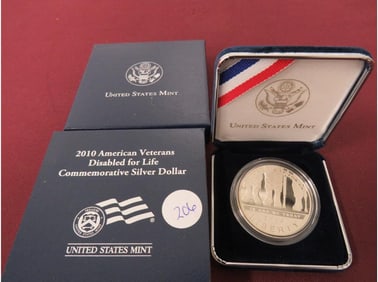 UNITED STATES MINT
UNITED STATES MINT
2010 American Veterans
Disabled for Life
Commemorative Silver Dollar
206
UNITED STATES MINT
LIBERTY